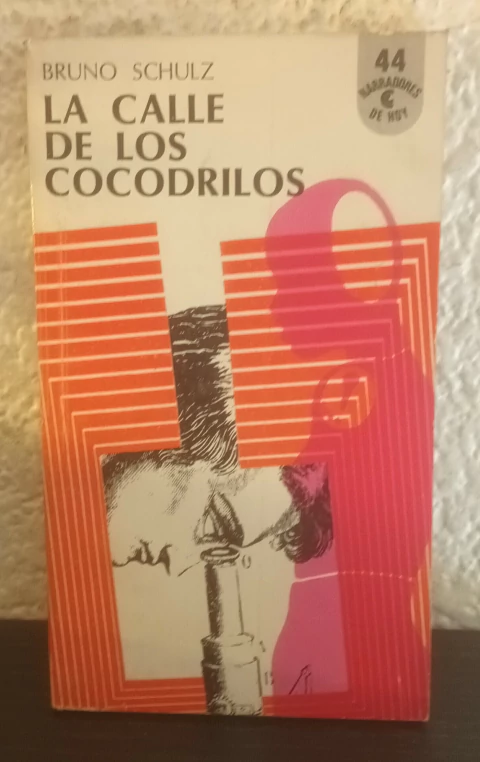 BRUNO SCHULZ
LA CALLE
DE LOS
COCODRILOS
44
NARRADORES
DE HOY